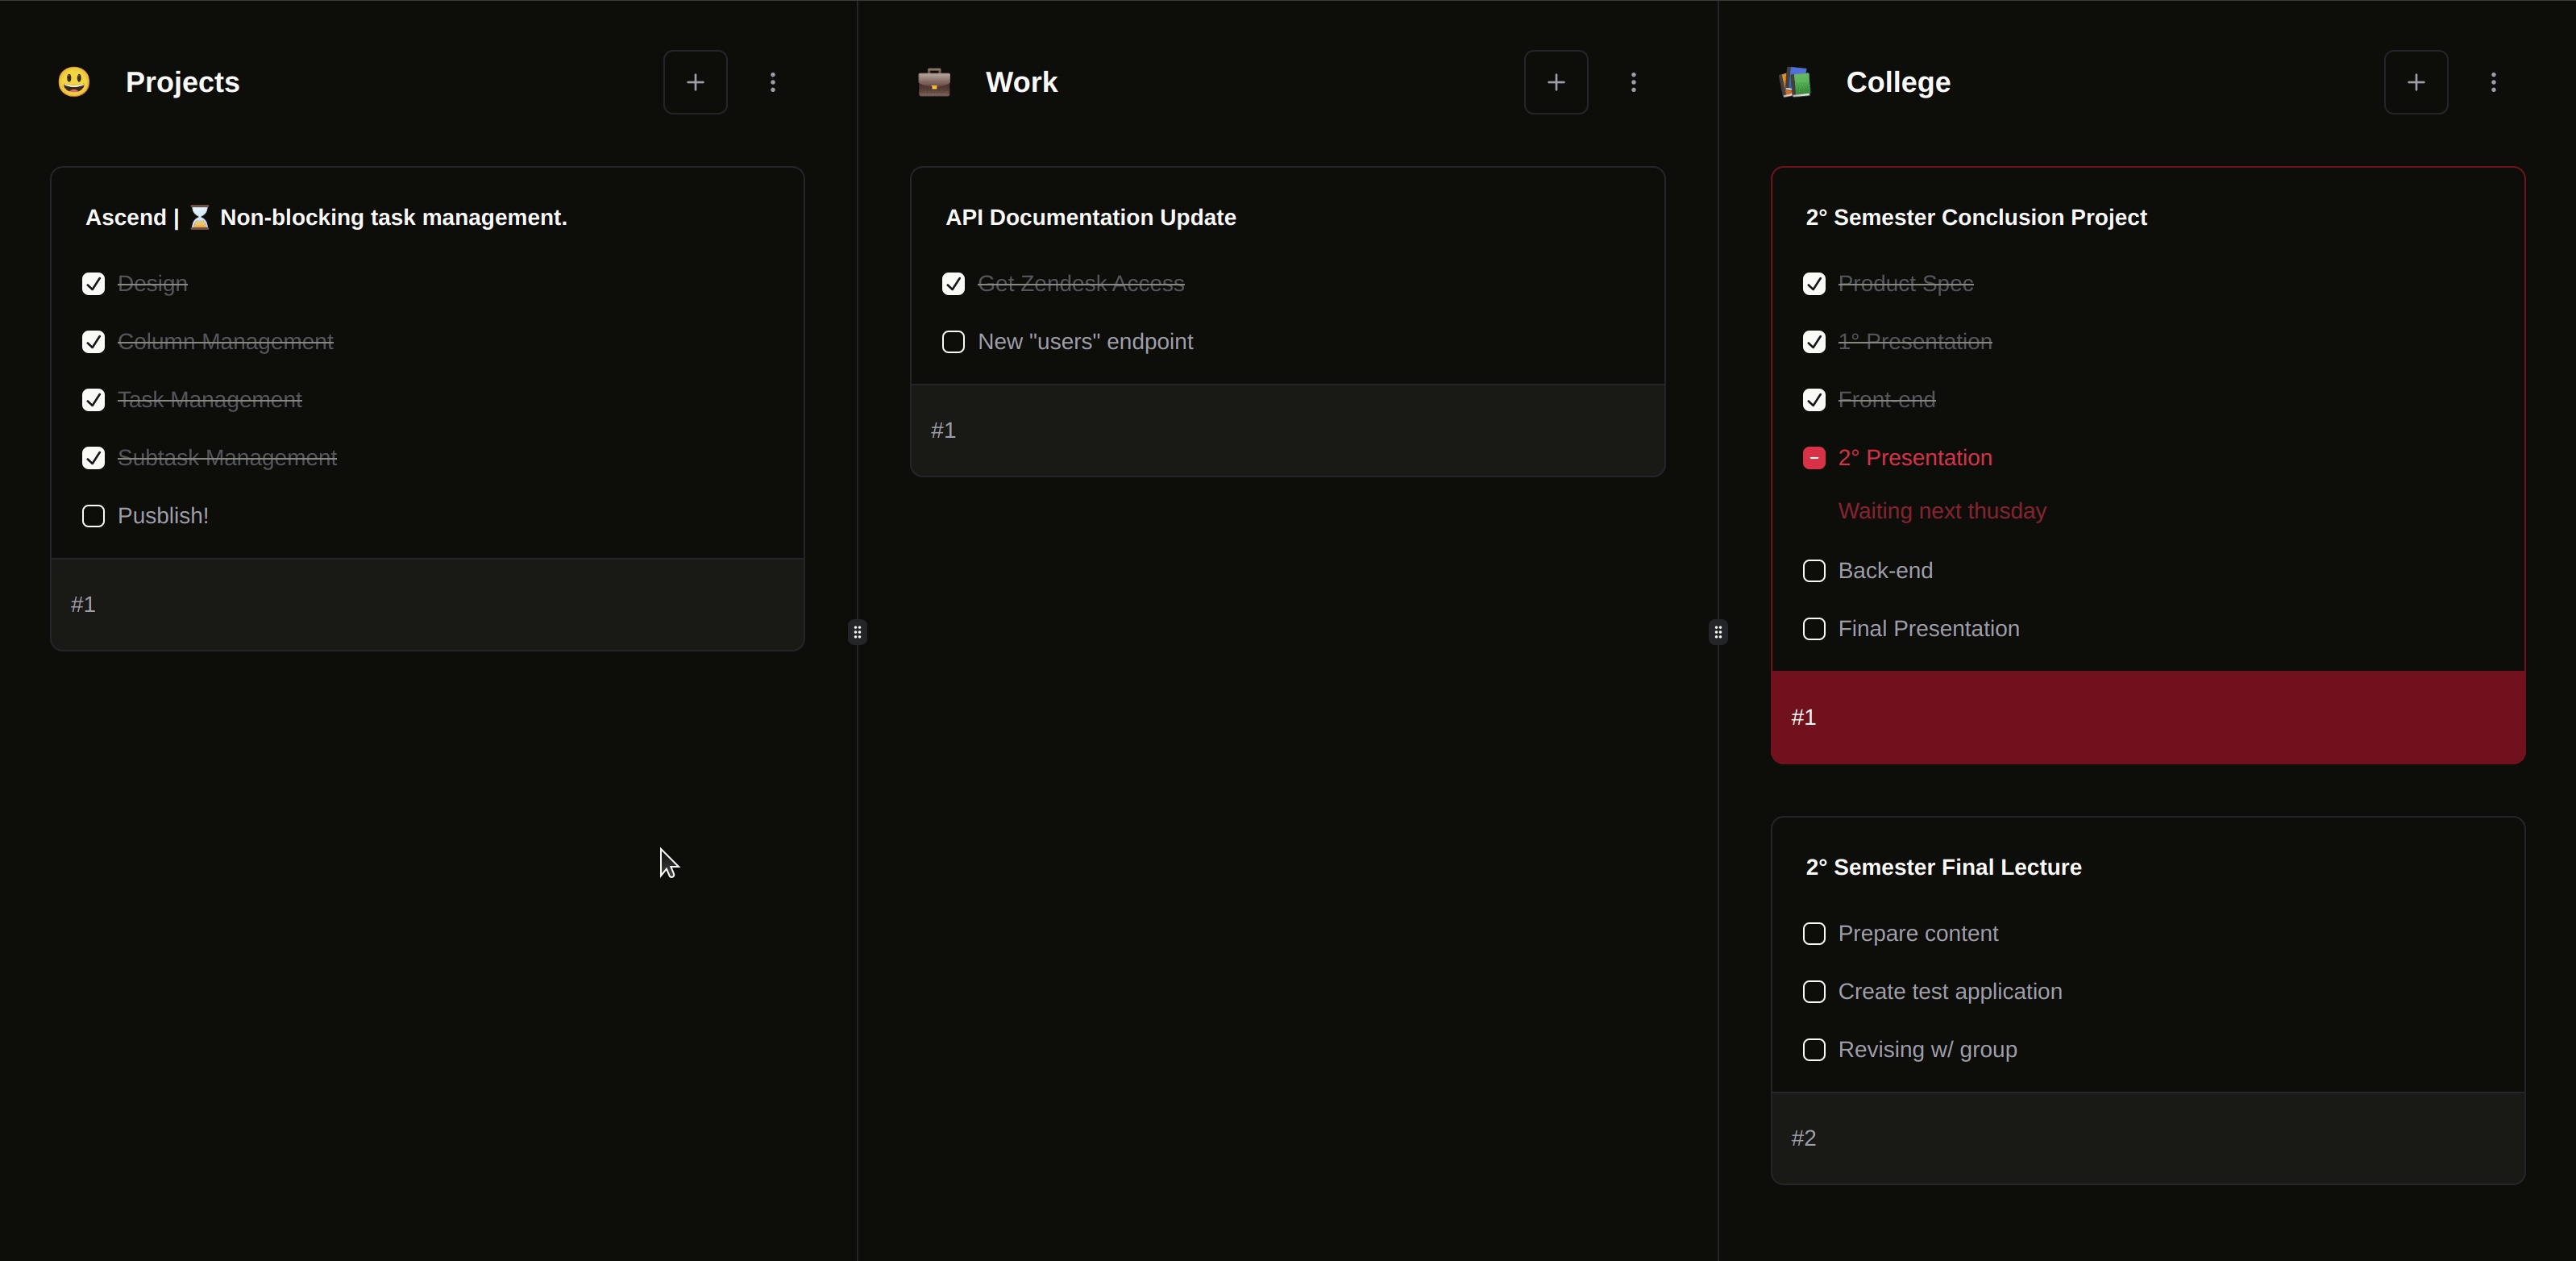 Projects
Ascend | ⌛ Non-blocking task management.
Design
Column Management
Task Management
Subtask Management
Pusblish!
#1
Work
API Documentation Update
Get Zendesk Access
New "users" endpoint
#1
College
2° Semester Conclusion Project
Product Spec
1° Presentation
Front-end
2° Presentation
Waiting next thusday
Back-end
Final Presentation
#1
2° Semester Final Lecture
Prepare content
Create test application
Revising w/ group
#2